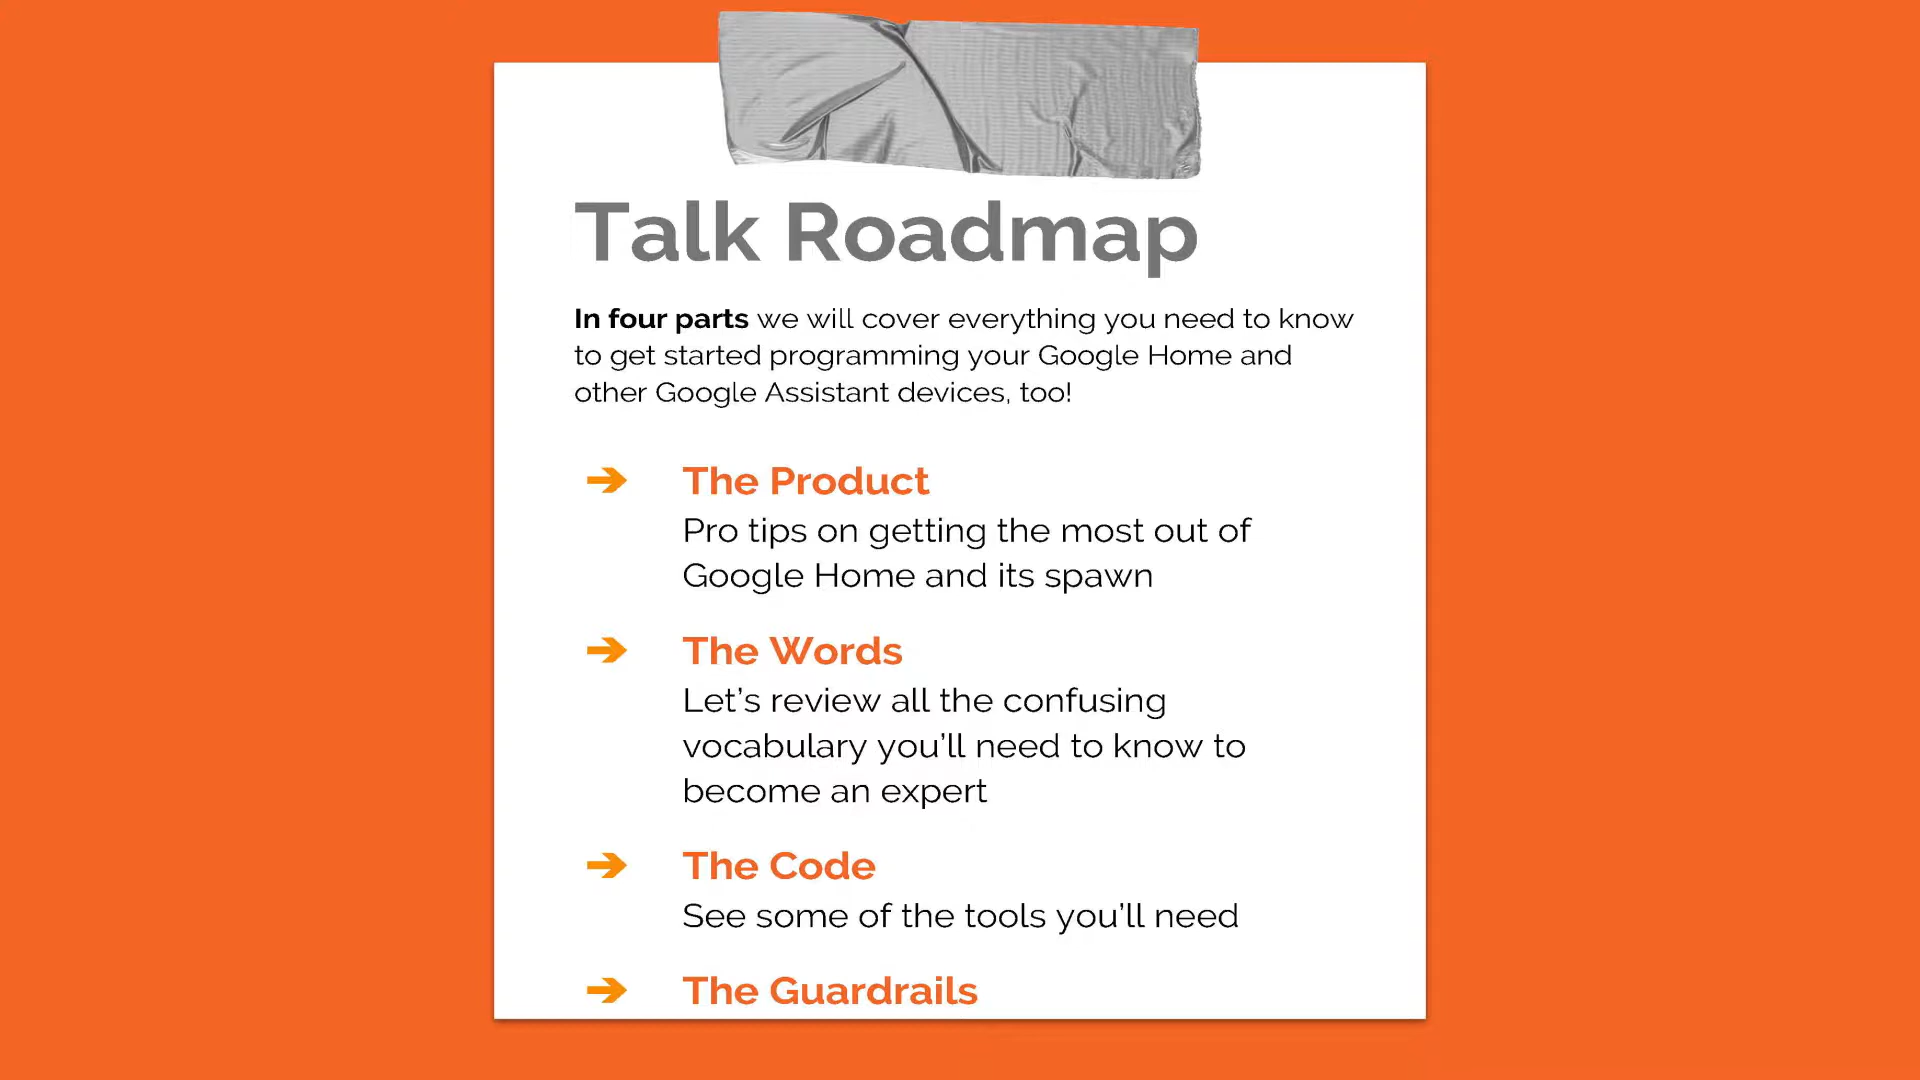 Talk Roadmap
In four parts we will cover everything you need to know
to get started programming your Google Home and
other Google Assistant devices, too!
➔ The Product
Pro tips on getting the most out of
Google Home and its spawn
➔ The Words
Let’s review all the confusing
vocabulary you’ll need to know to
become an expert
➔ The Code
See some of the tools you’ll need
➔ The Guardrails